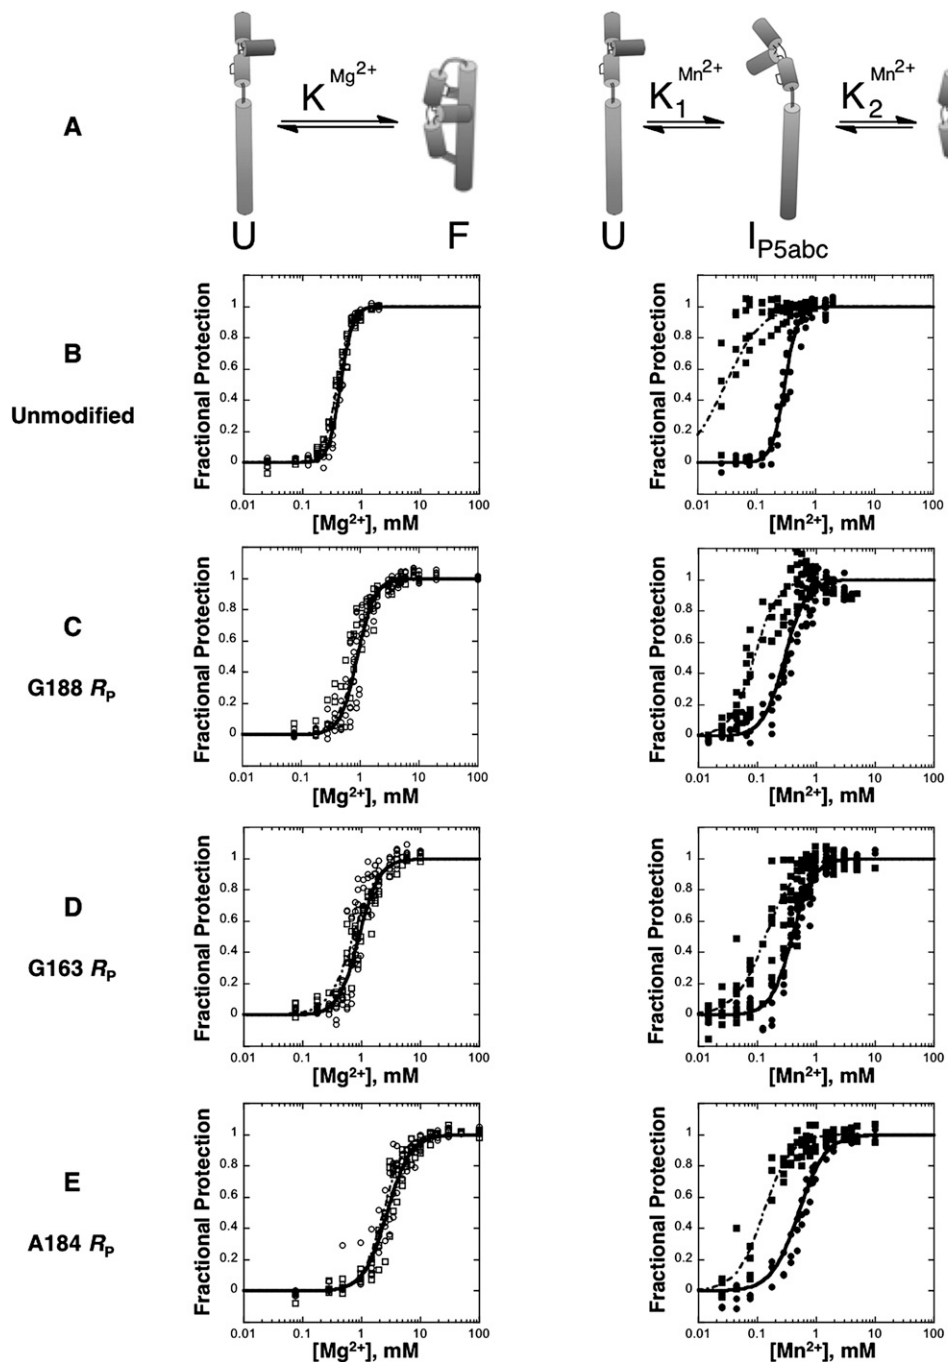 A
K Mg2+
K1 Mn2+
K2 Mn2+
U
F
U
IP5abc
B
Unmodified
Fractional Protection
1
0.8
0.6
0.4
0.2
0
0.01 0.1 1 10 100
[Mg2+], mM
Fractional Protection
1
0.8
0.6
0.4
0.2
0
0.01 0.1 1 10 100
[Mn2+], mM
C
G188 RP
Fractional Protection
1
0.8
0.6
0.4
0.2
0
0.01 0.1 1 10 100
[Mg2+], mM
Fractional Protection
1
0.8
0.6
0.4
0.2
0
0.01 0.1 1 10 100
[Mn2+], mM
D
G163 RP
Fractional Protection
1
0.8
0.6
0.4
0.2
0
0.01 0.1 1 10 100
[Mg2+], mM
Fractional Protection
1
0.8
0.6
0.4
0.2
0
0.01 0.1 1 10 100
[Mn2+], mM
E
A184 RP
Fractional Protection
1
0.8
0.6
0.4
0.2
0
0.01 0.1 1 10 100
[Mg2+], mM
Fractional Protection
1
0.8
0.6
0.4
0.2
0
0.01 0.1 1 10 100
[Mn2+], mM